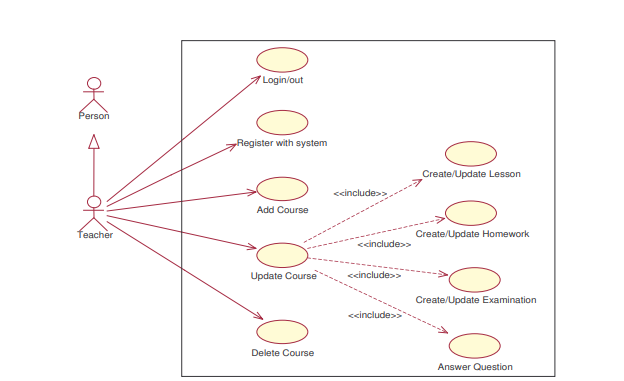 Login/out
Person
Register with system
Create/Update Lesson
<<include>>
Add Course
Teacher
Create/Update Homework
<<include>>
Update Course
<<include>>
Create/Update Examination
<<include>>
Delete Course
Answer Question